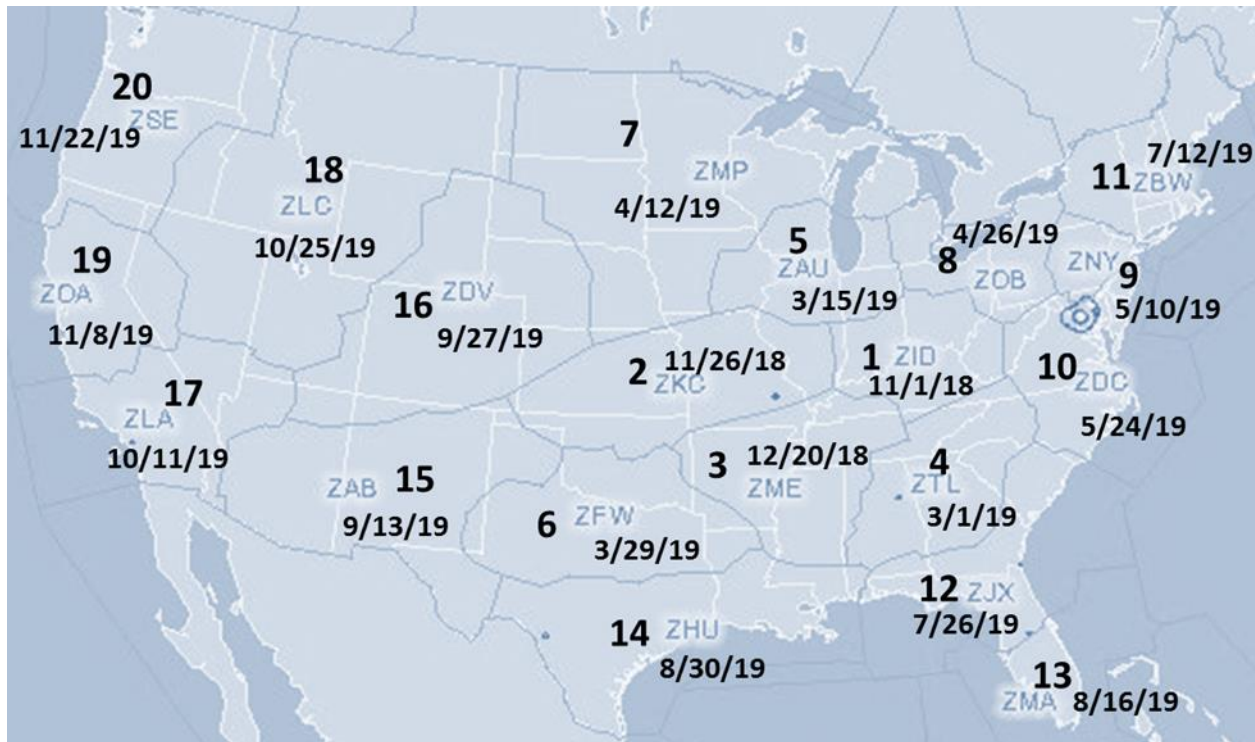 20
ZSE
11/22/19
18
ZLC
10/25/19
7
ZMP
4/12/19
11
7/12/19
ZBW
5
ZAU
3/15/19
4/26/19
8
ZOB
ZNY
9
5/10/19
19
ZOA
11/8/19
16
ZDV
9/27/19
2
11/26/18
ZKC
1
ZID
11/1/18
10
ZDC
5/24/19
17
ZLA
10/11/19
15
ZAB
9/13/19
6
ZFW
3/29/19
3
12/20/18
ZME
4
ZTL
3/1/19
12
ZJX
7/26/19
14
ZHU
8/30/19
13
ZMA
8/16/19